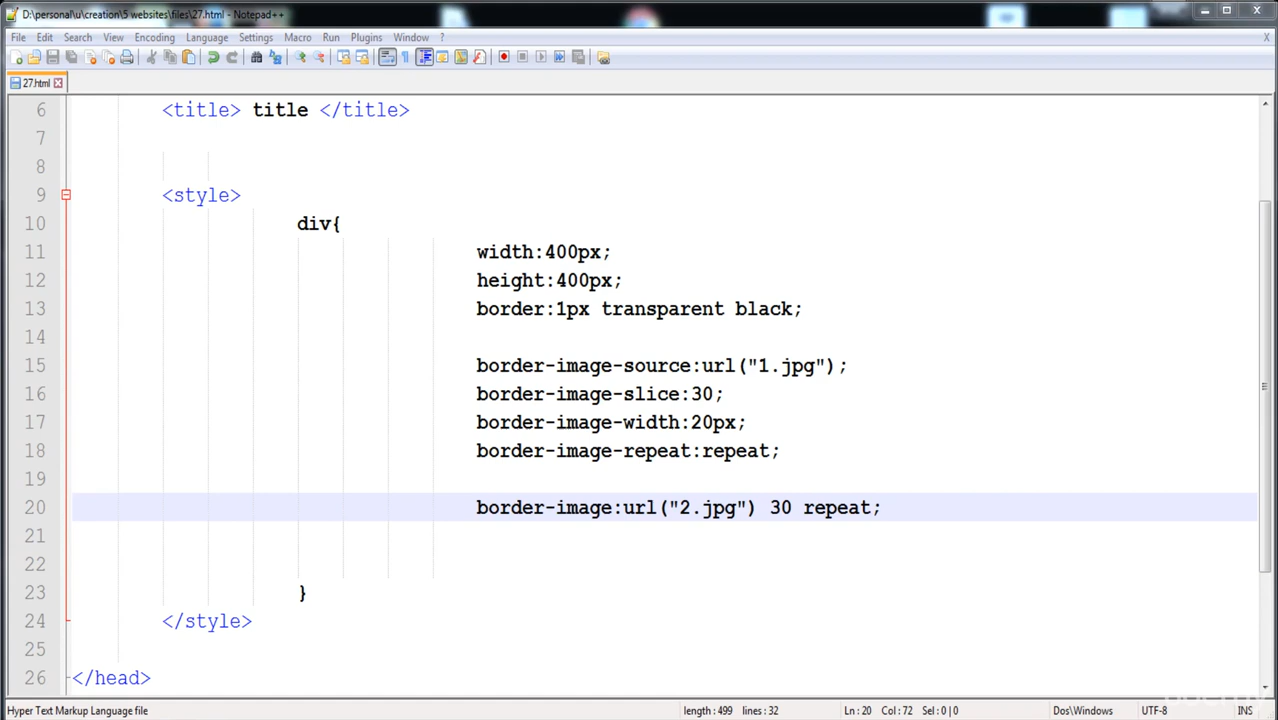 D:\personal\u\creation\5 websites\files\27.html - Notepad++
File Edit Search View Encoding Language Settings Macro Run Plugins Window ? X
27.html
6 <title> title </title>
7
8
9 <style>
10 div{
11 width:400px;
12 height:400px;
13 border:1px transparent black;
14
15 border-image-source:url("1.jpg");
16 border-image-slice:30;
17 border-image-width:20px;
18 border-image-repeat:repeat;
19
20 border-image:url("2.jpg") 30 repeat;
21
22
23 }
24 </style>
25
26 </head>
Hyper Text Markup Language file length : 499 lines : 32 Ln : 20 Col : 72 Sel : 0 | 0 Dos\Windows UTF-8 INS